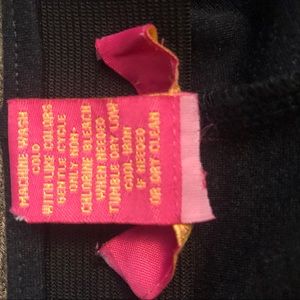 MACHINE WASH
COLD
WITH LIKE COLORS
GENTLE CYCLE
ONLY NON-
CHLORINE BLEACH
WHEN NEEDED
TUMBLE DRY LOW
COOL IRON
IF NEEDED
OR DRY CLEAN